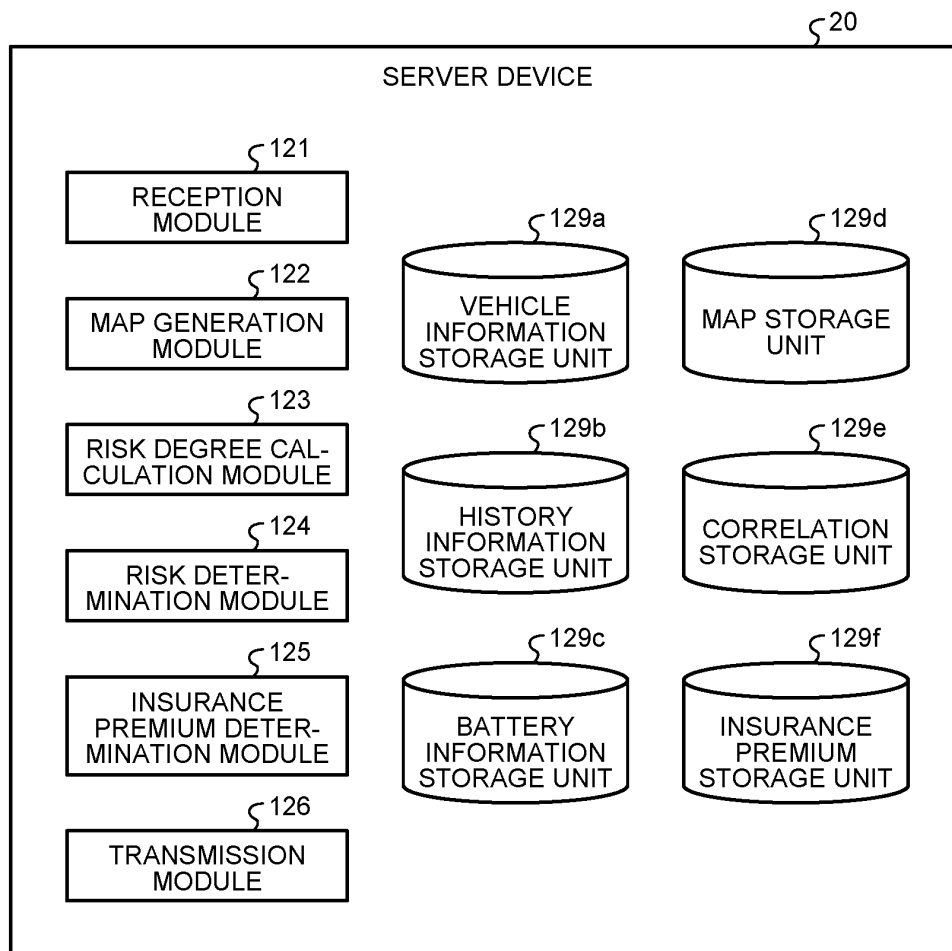 20
SERVER DEVICE
121
RECEPTION
MODULE
122
MAP GENERATION
MODULE
123
RISK DEGREE CAL-
CULATION MODULE
124
RISK DETER-
MINATION MODULE
125
INSURANCE
PREMIUM DETER-
MINATION MODULE
126
TRANSMISSION
MODULE
129a
VEHICLE
INFORMATION
STORAGE UNIT
129b
HISTORY
INFORMATION
STORAGE UNIT
129c
BATTERY
INFORMATION
STORAGE UNIT
129d
MAP STORAGE
UNIT
129e
CORRELATION
STORAGE UNIT
129f
INSURANCE
PREMIUM
STORAGE UNIT